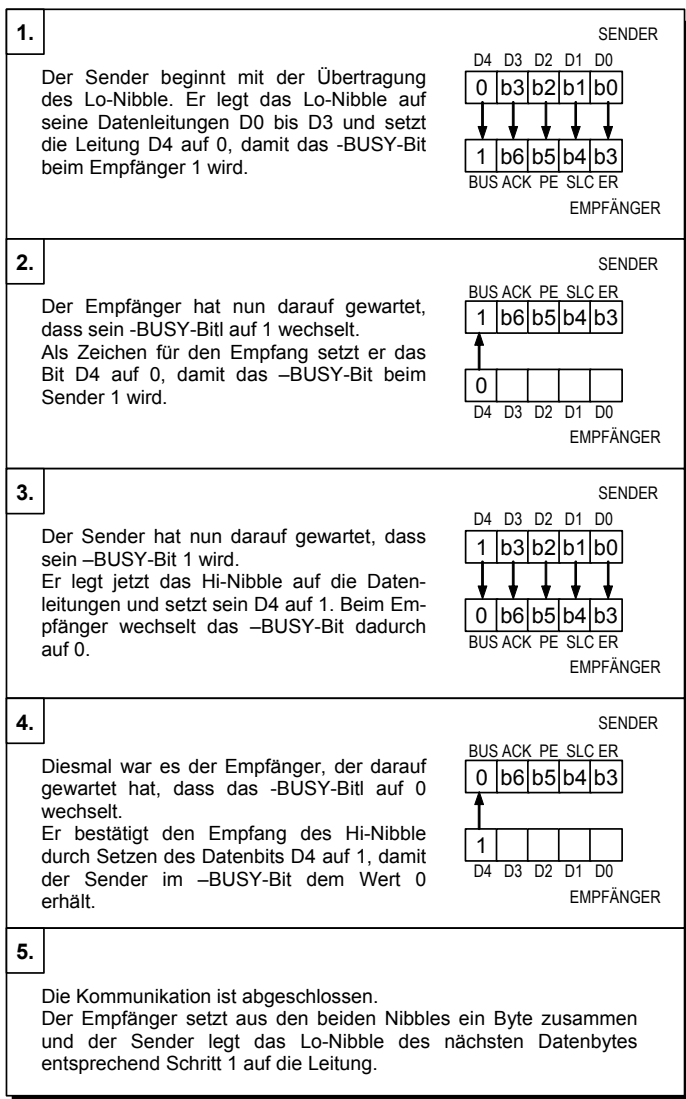 1.
SENDER
Der Sender beginnt mit der Übertragung
des Lo-Nibble. Er legt das Lo-Nibble auf
seine Datenleitungen D0 bis D3 und setzt
die Leitung D4 auf 0, damit das -BUSY-Bit
beim Empfänger 1 wird.
D4 D3 D2 D1 D0
0 b3 b2 b1 b0
1 b6 b5 b4 b3
BUS ACK PE SLC ER
EMPFÄNGER
2.
SENDER
Der Empfänger hat nun darauf gewartet,
dass sein -BUSY-Bitl auf 1 wechselt.
Als Zeichen für den Empfang setzt er das
Bit D4 auf 0, damit das –BUSY-Bit beim
Sender 1 wird.
BUS ACK PE SLC ER
1 b6 b5 b4 b3
0
D4 D3 D2 D1 D0
EMPFÄNGER
3.
SENDER
Der Sender hat nun darauf gewartet, dass
sein –BUSY-Bit 1 wird.
Er legt jetzt das Hi-Nibble auf die Daten-
leitungen und setzt sein D4 auf 1. Beim Em-
pfänger wechselt das –BUSY-Bit dadurch
auf 0.
D4 D3 D2 D1 D0
1 b3 b2 b1 b0
0 b6 b5 b4 b3
BUS ACK PE SLC ER
EMPFÄNGER
4.
SENDER
Diesmal war es der Empfänger, der darauf
gewartet hat, dass das -BUSY-Bitl auf 0
wechselt.
Er bestätigt den Empfang des Hi-Nibble
durch Setzen des Datenbits D4 auf 1, damit
der Sender im –BUSY-Bit dem Wert 0
erhält.
BUS ACK PE SLC ER
0 b6 b5 b4 b3
1
D4 D3 D2 D1 D0
EMPFÄNGER
5.
Die Kommunikation ist abgeschlossen.
Der Empfänger setzt aus den beiden Nibbles ein Byte zusammen
und der Sender legt das Lo-Nibble des nächsten Datenbytes
entsprechend Schritt 1 auf die Leitung.